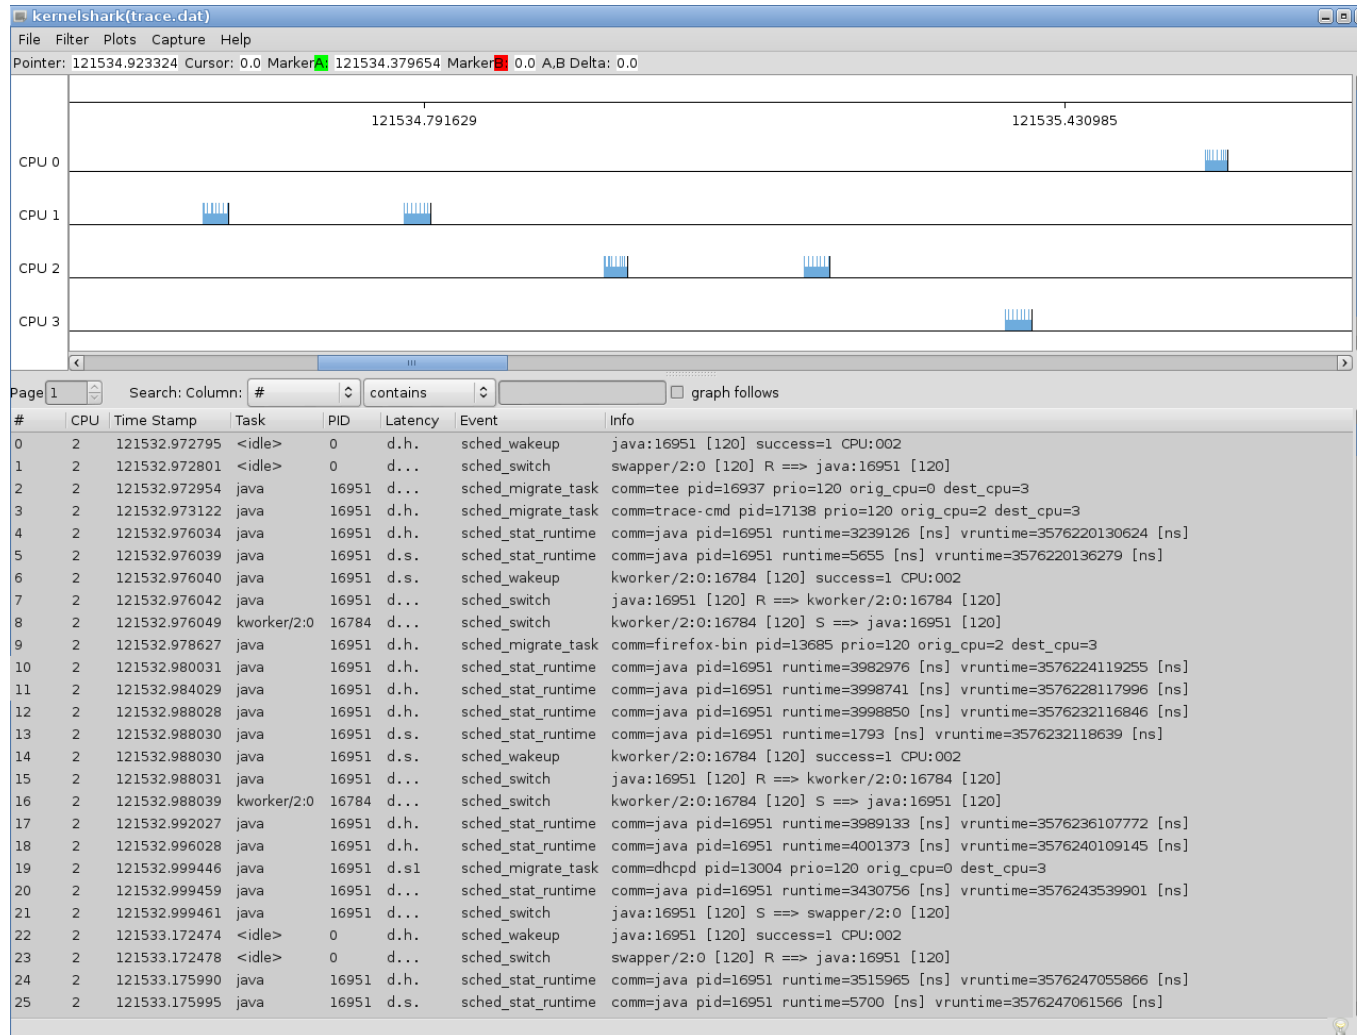 kernelshark(trace.dat)
File Filter Plots Capture Help
Pointer: 121534.923324 Cursor: 0.0 MarkerA: 121534.379654 MarkerB: 0.0 A,B Delta: 0.0
121534.791629 121535.430985
CPU 0
CPU 1
CPU 2
CPU 3
Page 1 Search: Column: # contains graph follows
# CPU Time Stamp Task PID Latency Event Info
0 2 121532.972795 <idle> 0 d.h. sched_wakeup java:16951 [120] success=1 CPU:002
1 2 121532.972801 <idle> 0 d... sched_switch swapper/2:0 [120] R ==> java:16951 [120]
2 2 121532.972954 java 16951 d... sched_migrate_task comm=tee pid=16937 prio=120 orig_cpu=0 dest_cpu=3
3 2 121532.973122 java 16951 d.h. sched_migrate_task comm=trace-cmd pid=17138 prio=120 orig_cpu=2 dest_cpu=3
4 2 121532.976034 java 16951 d.h. sched_stat_runtime comm=java pid=16951 runtime=3239126 [ns] vruntime=3576220130624 [ns]
5 2 121532.976039 java 16951 d.s. sched_stat_runtime comm=java pid=16951 runtime=5655 [ns] vruntime=3576220136279 [ns]
6 2 121532.976040 java 16951 d.s. sched_wakeup kworker/2:0:16784 [120] success=1 CPU:002
7 2 121532.976042 java 16951 d... sched_switch java:16951 [120] R ==> kworker/2:0:16784 [120]
8 2 121532.976049 kworker/2:0 16784 d... sched_switch kworker/2:0:16784 [120] S ==> java:16951 [120]
9 2 121532.978627 java 16951 d.h. sched_migrate_task comm=firefox-bin pid=13685 prio=120 orig_cpu=2 dest_cpu=3
10 2 121532.980031 java 16951 d.h. sched_stat_runtime comm=java pid=16951 runtime=3982976 [ns] vruntime=3576224119255 [ns]
11 2 121532.984029 java 16951 d.h. sched_stat_runtime comm=java pid=16951 runtime=3998741 [ns] vruntime=3576228117996 [ns]
12 2 121532.988028 java 16951 d.h. sched_stat_runtime comm=java pid=16951 runtime=3998850 [ns] vruntime=3576232116846 [ns]
13 2 121532.988030 java 16951 d.s. sched_stat_runtime comm=java pid=16951 runtime=1793 [ns] vruntime=3576232118639 [ns]
14 2 121532.988030 java 16951 d.s. sched_wakeup kworker/2:0:16784 [120] success=1 CPU:002
15 2 121532.988031 java 16951 d... sched_switch java:16951 [120] R ==> kworker/2:0:16784 [120]
16 2 121532.988039 kworker/2:0 16784 d... sched_switch kworker/2:0:16784 [120] S ==> java:16951 [120]
17 2 121532.992027 java 16951 d.h. sched_stat_runtime comm=java pid=16951 runtime=3989133 [ns] vruntime=3576236107772 [ns]
18 2 121532.996028 java 16951 d.h. sched_stat_runtime comm=java pid=16951 runtime=4001373 [ns] vruntime=3576240109145 [ns]
19 2 121532.999446 java 16951 d.s1 sched_migrate_task comm=dhcpd pid=13004 prio=120 orig_cpu=0 dest_cpu=3
20 2 121532.999459 java 16951 d... sched_stat_runtime comm=java pid=16951 runtime=3430756 [ns] vruntime=3576243539901 [ns]
21 2 121532.999461 java 16951 d... sched_switch java:16951 [120] S ==> swapper/2:0 [120]
22 2 121533.172474 <idle> 0 d.h. sched_wakeup java:16951 [120] success=1 CPU:002
23 2 121533.172478 <idle> 0 d... sched_switch swapper/2:0 [120] R ==> java:16951 [120]
24 2 121533.175990 java 16951 d.h. sched_stat_runtime comm=java pid=16951 runtime=3515965 [ns] vruntime=3576247055866 [ns]
25 2 121533.175995 java 16951 d.s. sched_stat_runtime comm=java pid=16951 runtime=5700 [ns] vruntime=3576247061566 [ns]